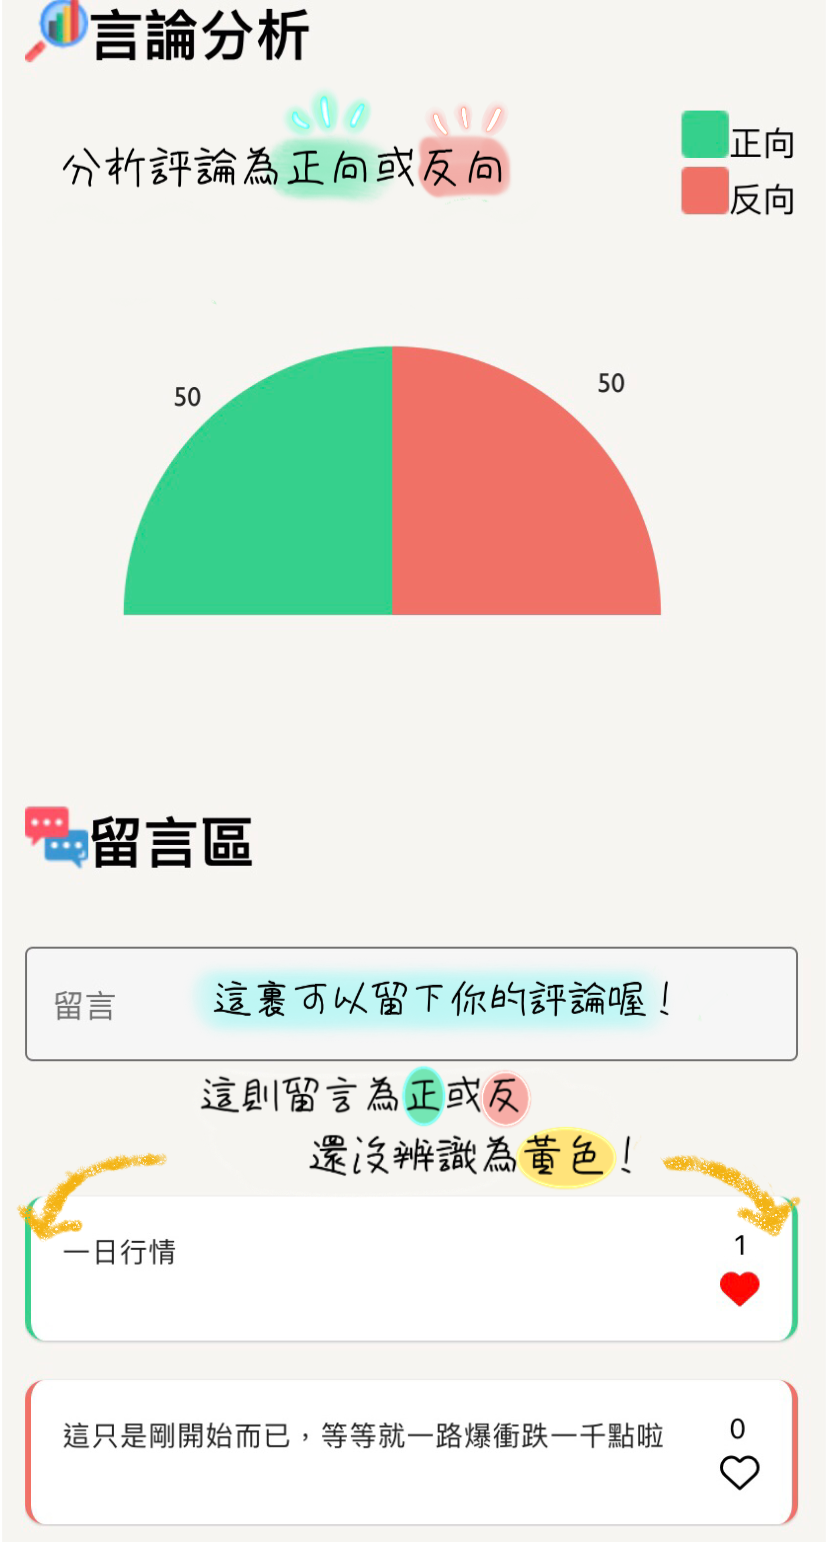 言論分析
分析評論為正向或反向
正向
反向
50
50
留言區
留言
這裏可以留下你的評論喔！
這則留言為正或反
還沒辨識為黃色！
一日行情
1
這只是剛開始而已，等等就一路爆衝跌一千點啦
0